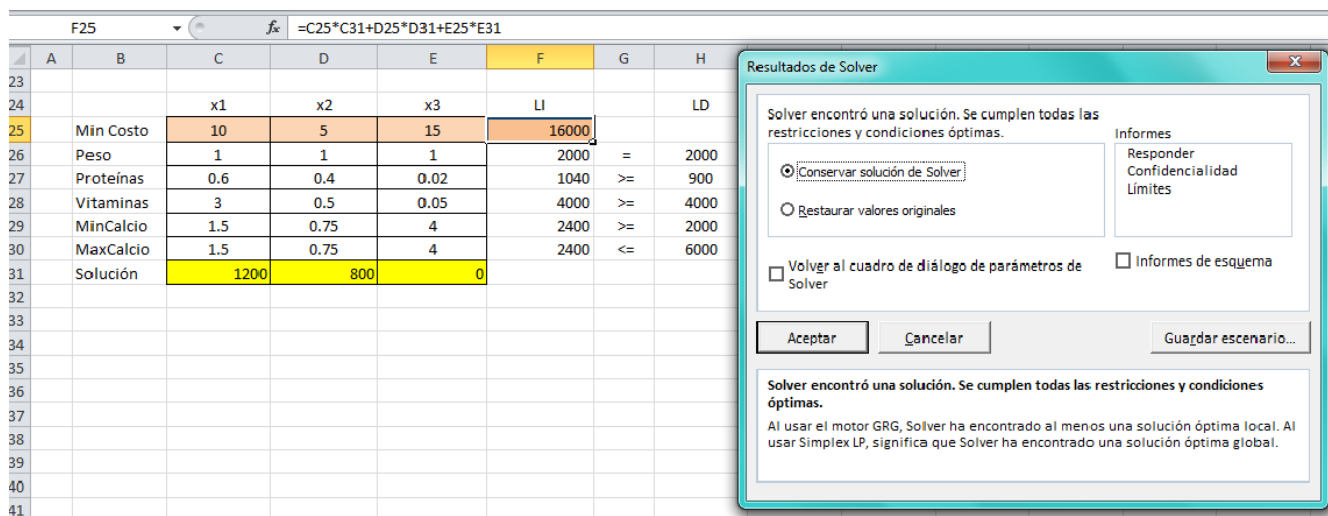 F25 fx =C25*C31+D25*D31+E25*E31
A B C D E F G H
23
24 x1 x2 x3 LI LD
25 Min Costo 10 5 15 16000
26 Peso 1 1 1 2000 = 2000
27 Proteínas 0.6 0.4 0.02 1040 >= 900
28 Vitaminas 3 0.5 0.05 4000 >= 4000
29 MinCalcio 1.5 0.75 4 2400 >= 2000
30 MaxCalcio 1.5 0.75 4 2400 <= 6000
31 Solución 1200 800 0
32
33
34
35
36
37
38
39
40
41
Resultados de Solver
Solver encontró una solución. Se cumplen todas las
restricciones y condiciones óptimas.
Informes
Conservar solución de Solver
Restaurar valores originales
Responder
Confidencialidad
Límites
Volver al cuadro de diálogo de parámetros de
Solver
Informes de esquema
Aceptar Cancelar Guardar escenario...
Solver encontró una solución. Se cumplen todas las restricciones y condiciones
óptimas.
Al usar el motor GRG, Solver ha encontrado al menos una solución óptima local. Al
usar Simplex LP, significa que Solver ha encontrado una solución óptima global.